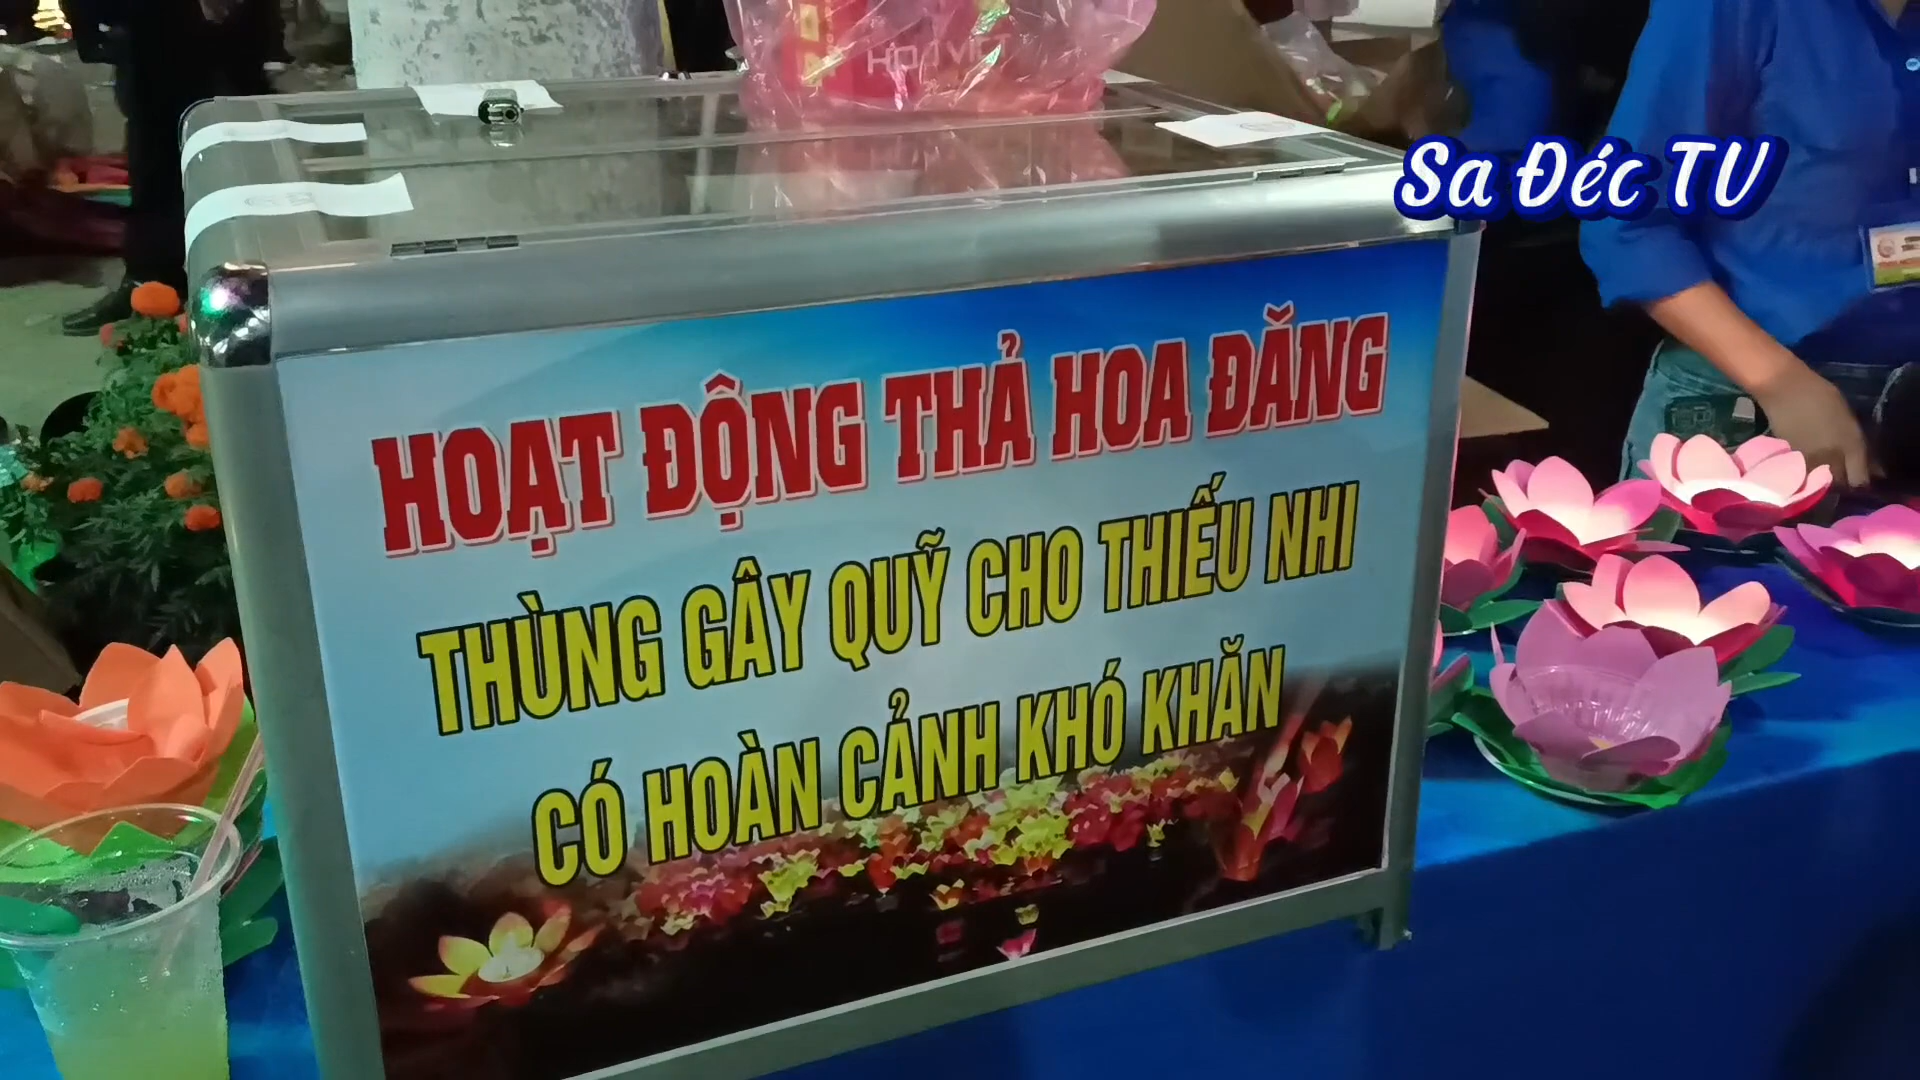 Sa Đéc TV
HOẠT ĐỘNG THẢ HOA ĐĂNG
THÙNG GÂY QUỸ CHO THIẾU NHI
CÓ HOÀN CẢNH KHÓ KHĂN